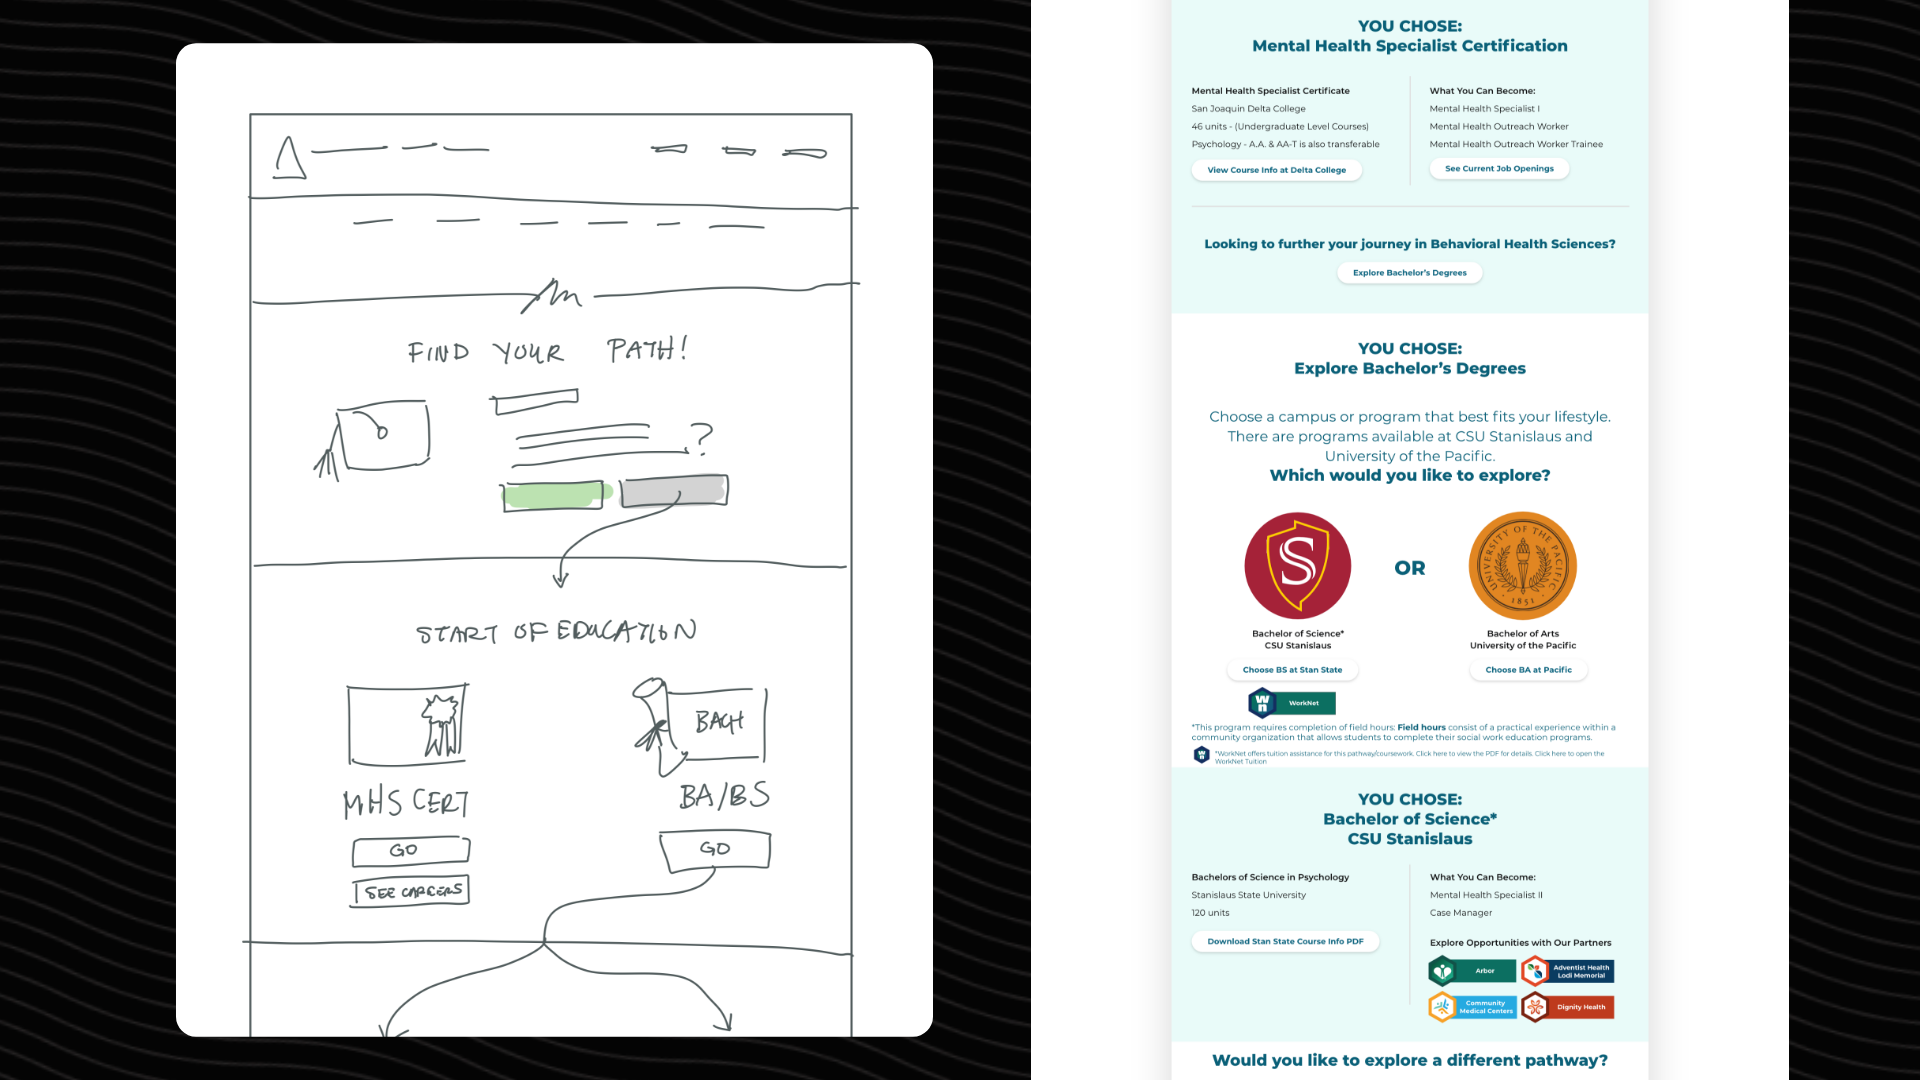 FIND YOUR PATH!
?
START OF EDUCATION
BACH
MHS CERT
BA/BS
GO
GO
SEE CAREERS
YOU CHOSE:
Mental Health Specialist Certification
Mental Health Specialist Certificate
San Joaquin Delta College
46 units - (Undergraduate Level Courses)
Psychology - A.A. & AA-T is also transferable
View Course Info at Delta College
What You Can Become:
Mental Health Specialist I
Mental Health Outreach Worker
Mental Health Outreach Worker Trainee
See Current Job Openings
Looking to further your journey in Behavioral Health Sciences?
Explore Bachelor's Degrees
YOU CHOSE:
Explore Bachelor's Degrees
Choose a campus or program that best fits your lifestyle.
There are programs available at CSU Stanislaus and
University of the Pacific.
Which would you like to explore?
S
OR
UNIVERSITY OF THE PACIFIC
1851
Bachelor of Science*
CSU Stanislaus
Choose BS at Stan State
Bachelor of Arts
University of the Pacific
Choose BA at Pacific
wn
WorkNet
*This program requires completion of field hours: Field hours consist of a practical experience within a
community organization that allows students to complete their social work education programs.
*WorkNet offers tuition assistance for this pathway/coursework. Click here to view the PDF for details. Click here to open the
WorkNet Tuition
YOU CHOSE:
Bachelor of Science*
CSU Stanislaus
Bachelors of Science in Psychology
Stanislaus State University
120 units
Download Stan State Course Info PDF
What You Can Become:
Mental Health Specialist II
Case Manager
Explore Opportunities with Our Partners
Arbor
Adventist Health
Lodi Memorial
Community
Medical Centers
Dignity Health
Would you like to explore a different pathway?